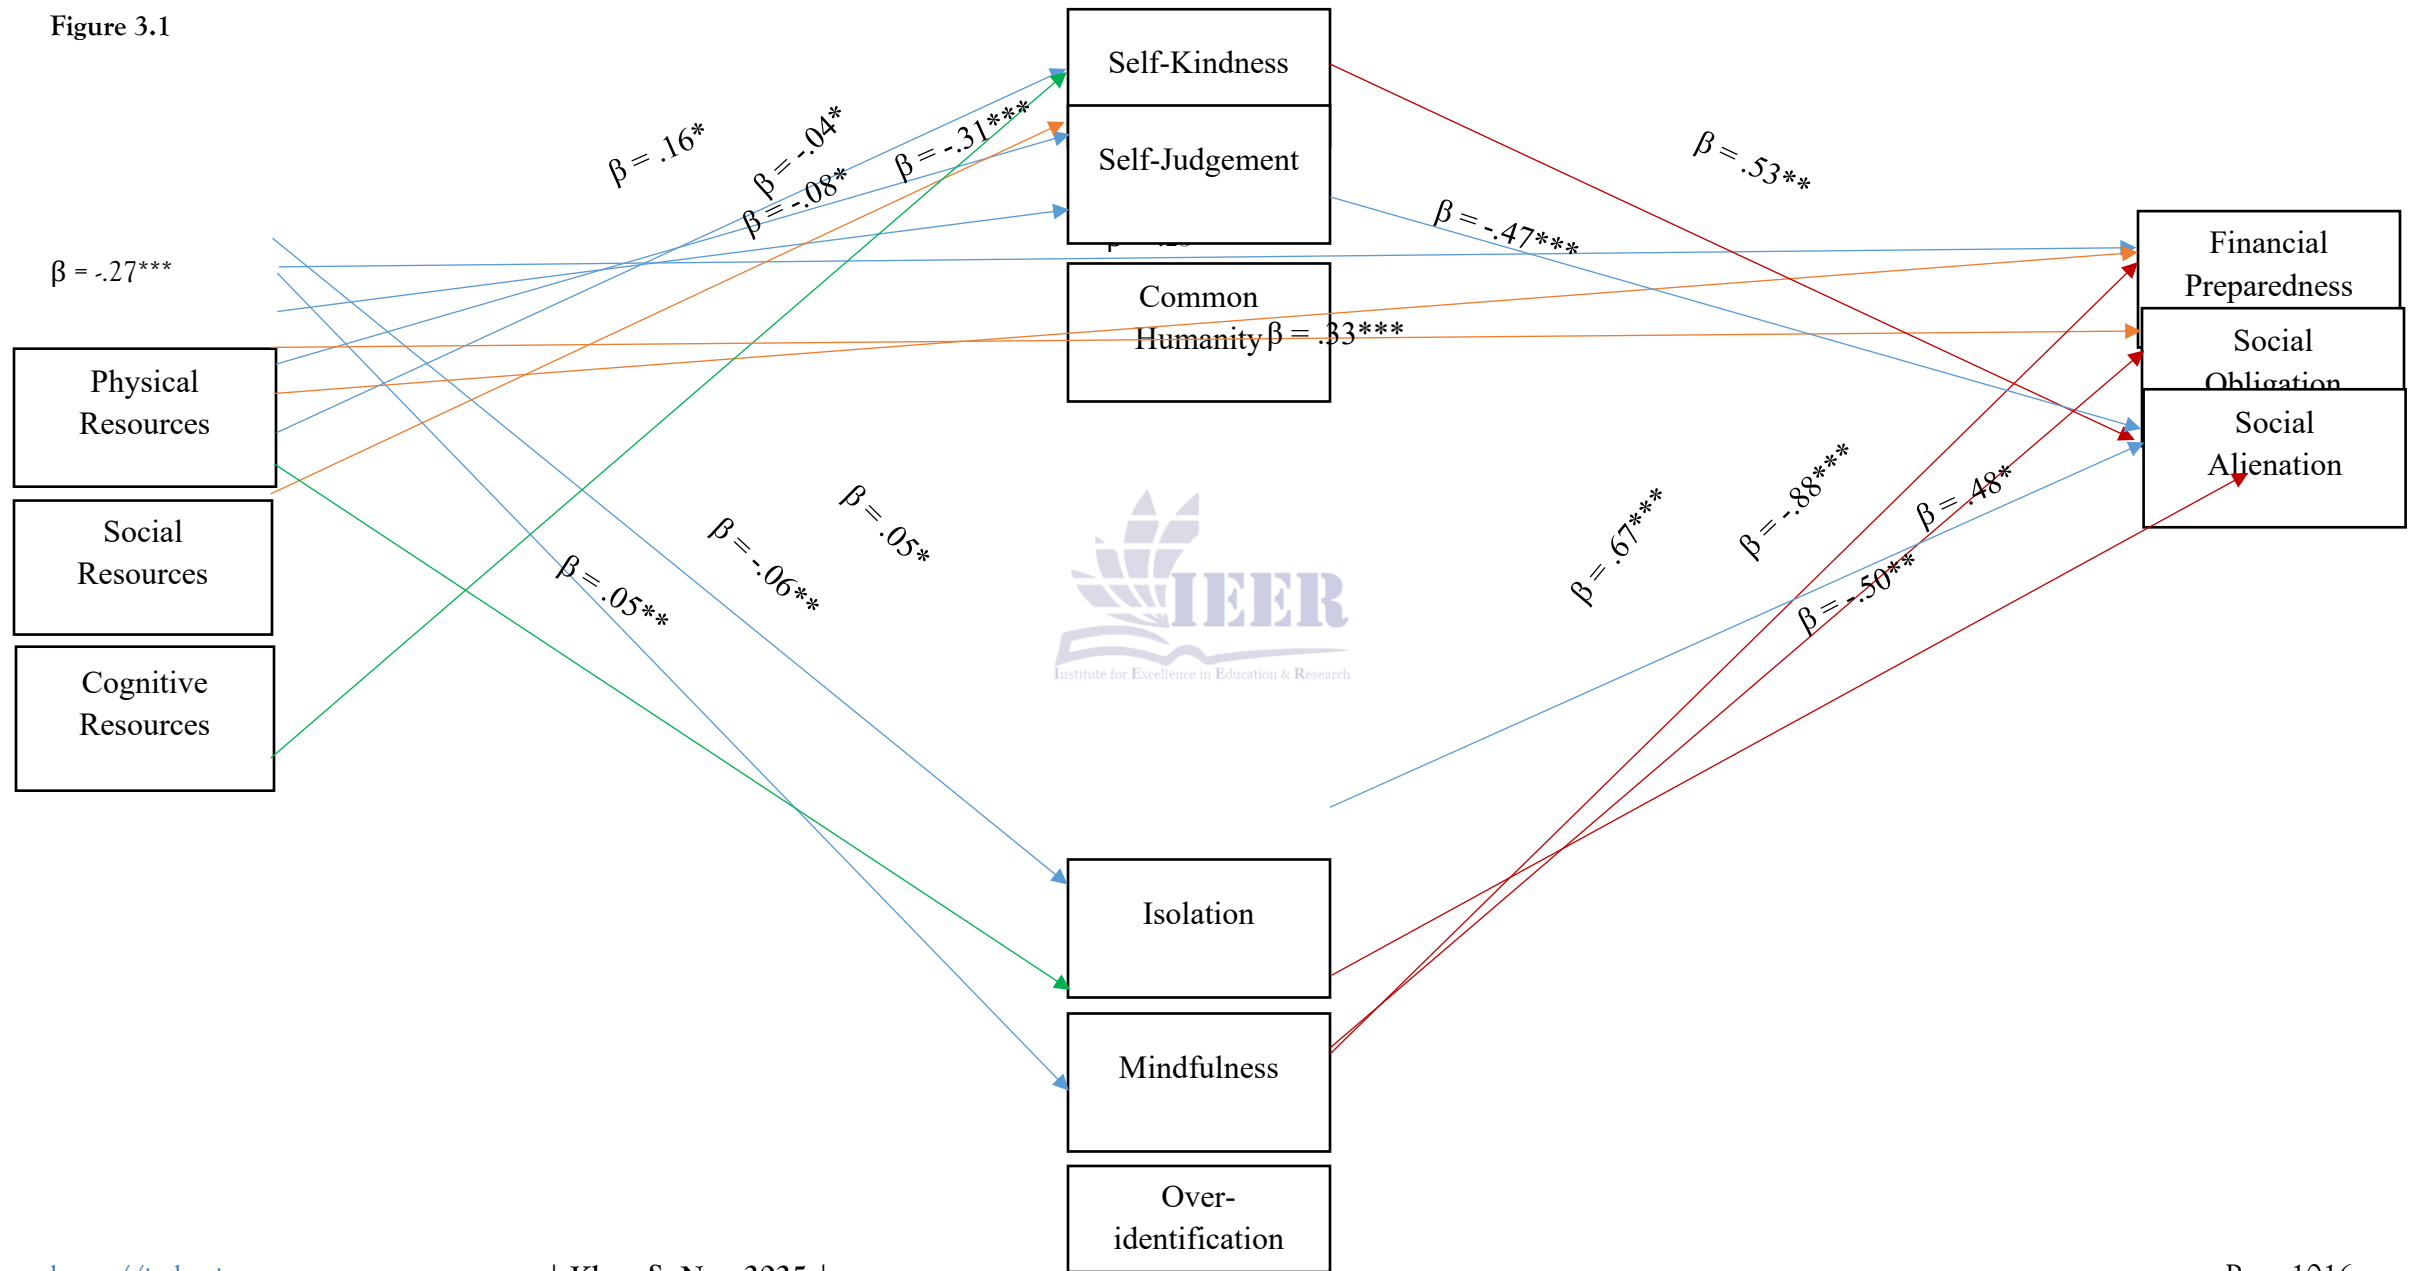 Figure 3.1
Self-Kindness
Self-Judgement
β = .16*
β = -.04*
β = -.08*
β = -.31***
β = .53**
β = -.47***
β = -.27***
Financial
Preparedness
Common
Humanity
β = .33***
Social
Obligation
Social
Alienation
Physical
Resources
Social
Resources
Cognitive
Resources
β = .05*
β = -.06**
β = .05**
β = .67***
β = -.88***
β = .48*
β = -.50**
IEER
Institute for Excellence in Education & Research
Isolation
Mindfulness
Over-
identification